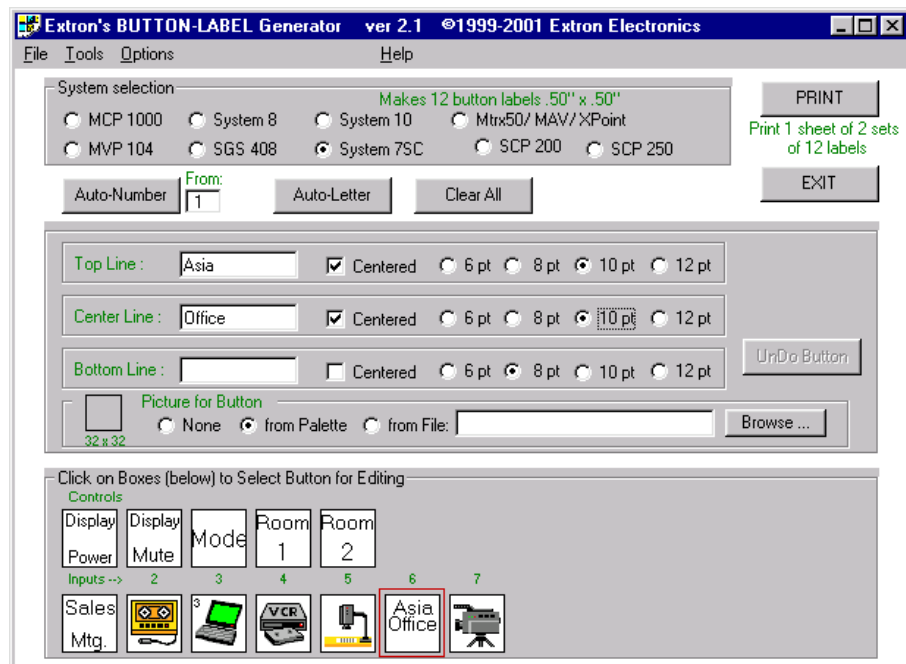 Extron's BUTTON-LABEL Generator ver 2.1 ©1999-2001 Extron Electronics
File Tools Options Help
System selection
Makes 12 button labels .50" x .50"
MCP 1000 System 8 System 10 Mtrx50/ MAV/ XPoint
MVP 104 SGS 408 System 7SC SCP 200 SCP 250
PRINT
Print 1 sheet of 2 sets
of 12 labels
EXIT
Auto-Number From: 1 Auto-Letter Clear All
Top Line : Asia Centered 6 pt 8 pt 10 pt 12 pt
Center Line : Office Centered 6 pt 8 pt 10 pt 12 pt
Bottom Line : Centered 6 pt 8 pt 10 pt 12 pt
UnDo Button
Picture for Button
32 x 32
None from Palette from File: Browse ...
Click on Boxes (below) to Select Button for Editing
Controls
Display Power
Display Mute
Mode
Room 1
Room 2
Inputs --> 2 3 4 5 6 7
Sales Mtg.
3
VCR
Asia Office